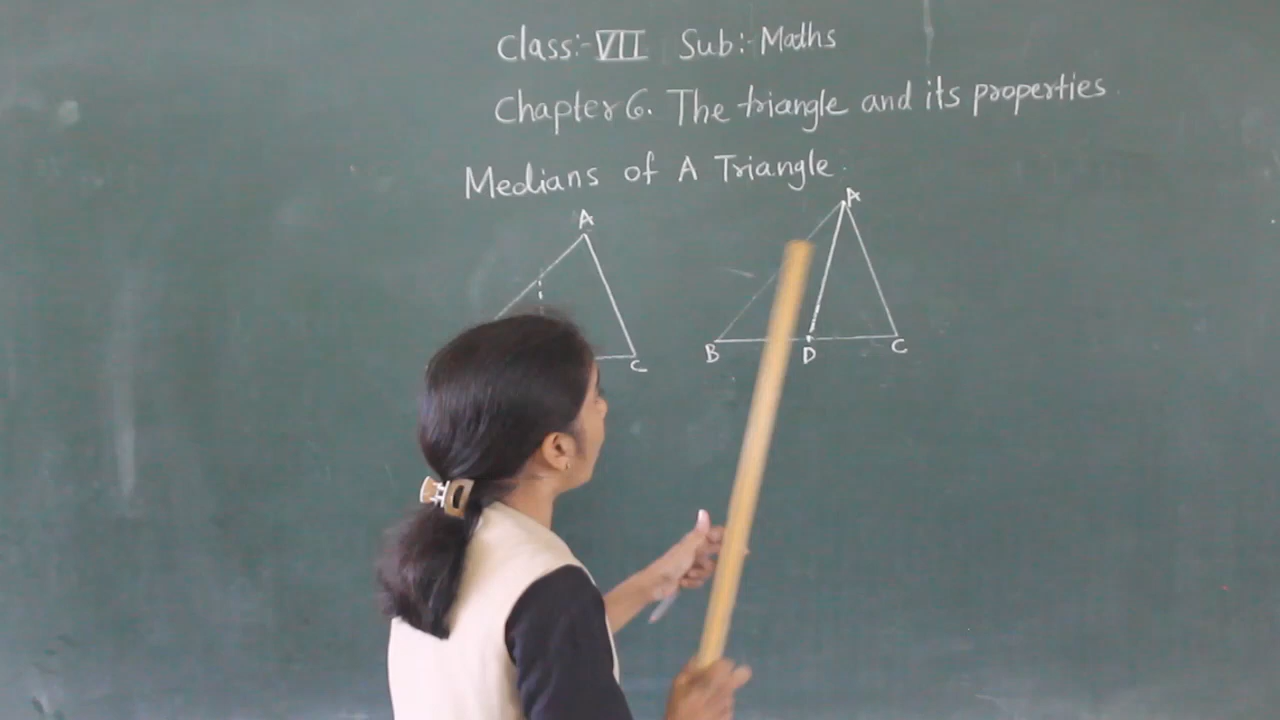 Class:- VII Sub:- Maths
Chapter 6. The triangle and its properties
Medians of A Triangle.
A A
C B D C